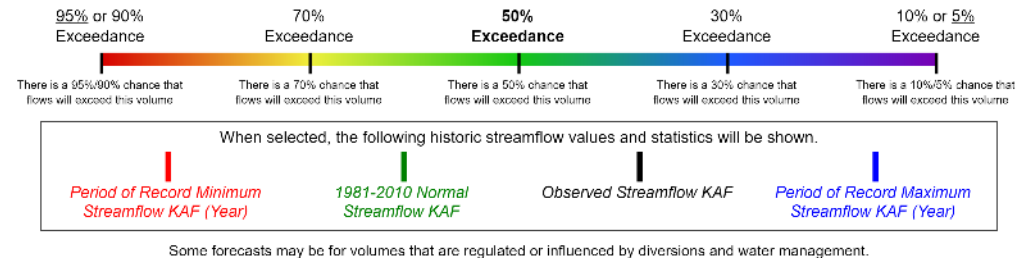 95% or 90% 70% 50% 30% 10% or 5%
Exceedance Exceedance Exceedance Exceedance Exceedance
There is a 95%/90% chance that There is a 70% chance that There is a 50% chance that There is a 30% chance that There is a 10%/5% chance that
flows will exceed this volume flows will exceed this volume flows will exceed this volume flows will exceed this volume flows will exceed this volume
When selected, the following historic streamflow values and statistics will be shown.
Period of Record Minimum 1981-2010 Normal Observed Streamflow KAF Period of Record Maximum
Streamflow KAF (Year) Streamflow KAF Streamflow KAF (Year)
Some forecasts may be for volumes that are regulated or influenced by diversions and water management.